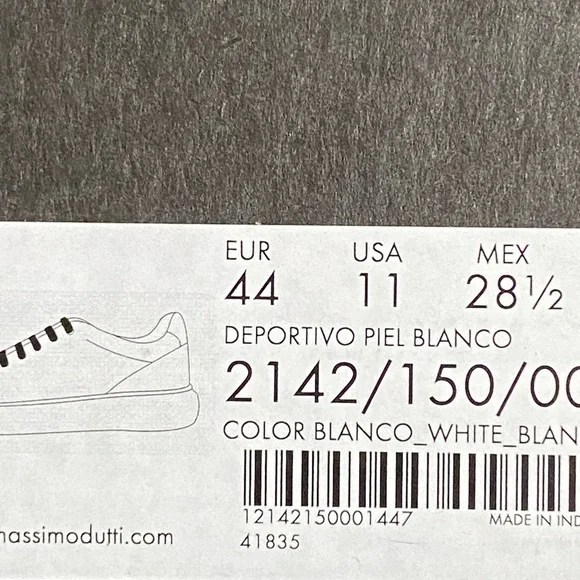 EUR USA MEX
44 11 28½
DEPORTIVO PIEL BLANCO
2142/150/00
COLOR BLANCO_WHITE_BLAN
12142150001447 MADE IN IND
massimodutti.com 41835